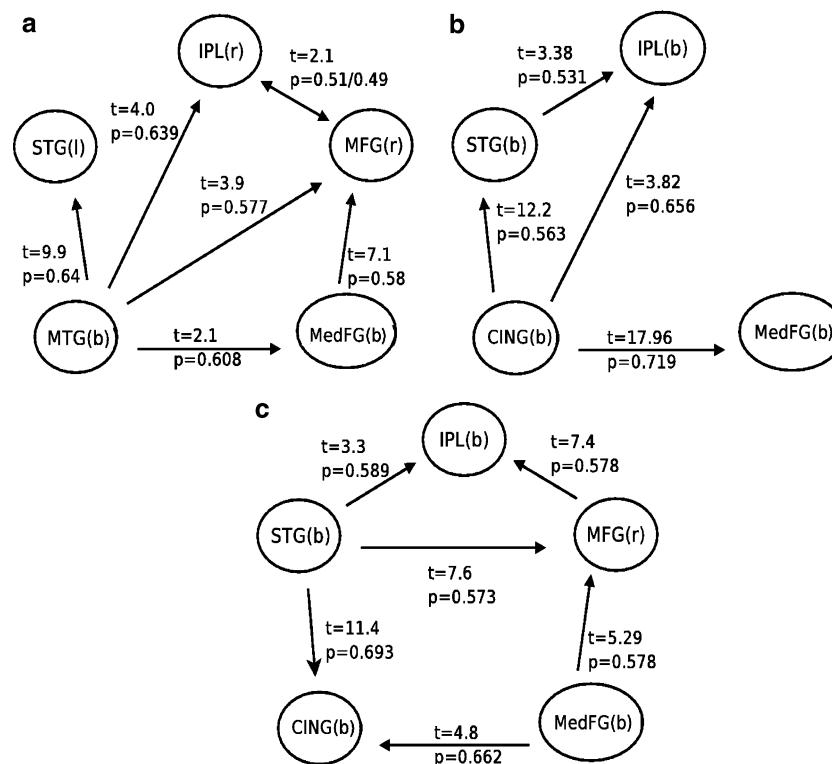 a
IPL(r)
t=2.1
p=0.51/0.49
t=4.0
p=0.639
STG(l)
MFG(r)
t=3.9
p=0.577
t=9.9
p=0.64
t=7.1
p=0.58
MTG(b)
t=2.1
p=0.608
MedFG(b)
b
IPL(b)
t=3.38
p=0.531
STG(b)
t=3.82
p=0.656
t=12.2
p=0.563
CING(b)
t=17.96
p=0.719
MedFG(b)
c
IPL(b)
t=3.3
p=0.589
t=7.4
p=0.578
STG(b)
MFG(r)
t=7.6
p=0.573
t=11.4
p=0.693
t=5.29
p=0.578
CING(b)
t=4.8
p=0.662
MedFG(b)